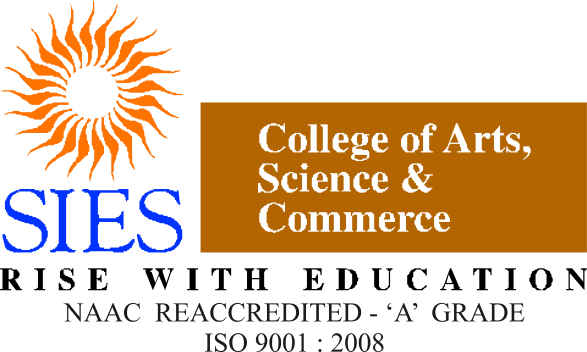 SIES
College of Arts,
Science &
Commerce
RISE WITH EDUCATION
NAAC REACCREDITED - ‘A’ GRADE
ISO 9001 : 2008